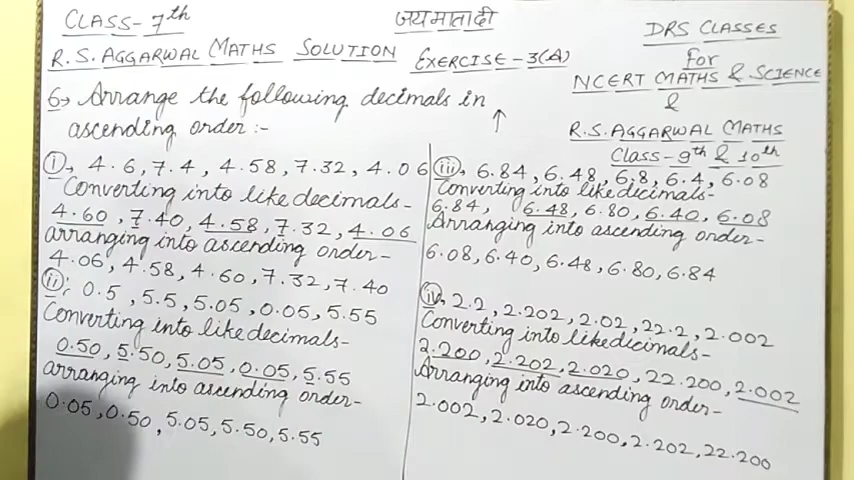 CLASS-7th
जय माता दी
R.S. AGGARWAL MATHS SOLUTION EXERCISE-3(A)
DRS CLASSES
For
NCERT MATHS & SCIENCE
&
R.S. AGGARWAL MATHS
Class-9th & 10th
6→ Arrange the following decimals in ↑
ascending order:-
(i), 4.6, 7.4, 4.58, 7.32, 4.06
Converting into like decimals-
4.60, 7.40, 4.58, 7.32, 4.06
arranging into ascending order-
4.06, 4.58, 4.60, 7.32, 7.40
(ii); 0.5, 5.5, 5.05, 0.05, 5.55
Converting into like decimals-
0.50, 5.50, 5.05, 0.05, 5.55
arranging into ascending order-
0.05, 0.50, 5.05, 5.50, 5.55
(iii), 6.84, 6.48, 6.8, 6.4, 6.08
Converting into like decimals-
6.84, 6.48, 6.80, 6.40, 6.08
Arranging into ascending order-
6.08, 6.40, 6.48, 6.80, 6.84
(iv), 2.2, 2.202, 2.02, 22.2, 2.002
Converting into like decimals-
2.200, 2.202, 2.020, 22.200, 2.002
Arranging into ascending order-
2.002, 2.020, 2.200, 2.202, 22.200